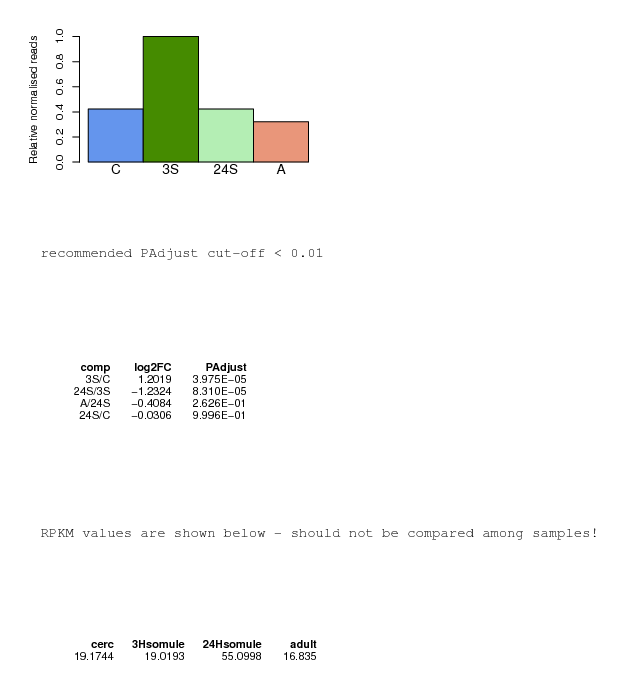 Relative normalised reads
1.0
0.8
0.6
0.4
0.2
0.0
C 3S 24S A
recommended PAdjust cut-off < 0.01
comp log2FC PAdjust
3S/C 1.2019 3.975E−05
24S/3S −1.2324 8.310E−05
A/24S −0.4084 2.626E−01
24S/C −0.0306 9.996E−01
RPKM values are shown below - should not be compared among samples!
cerc 3Hsomule 24Hsomule adult
19.1744 19.0193 55.0998 16.835